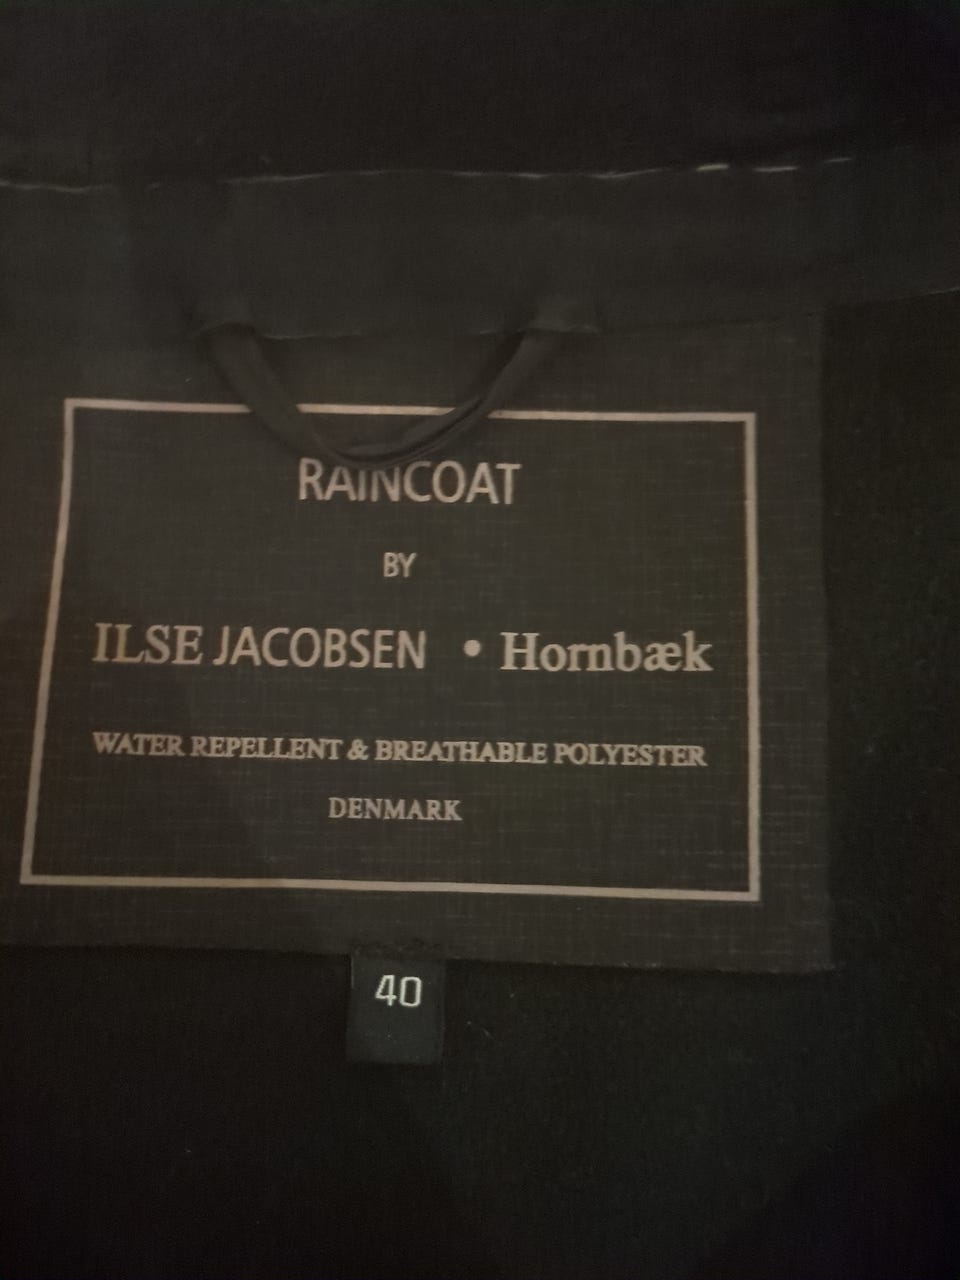 RAINCOAT
BY
ILSE JACOBSEN • Hornbæk
WATER REPELLENT & BREATHABLE POLYESTER
DENMARK
40